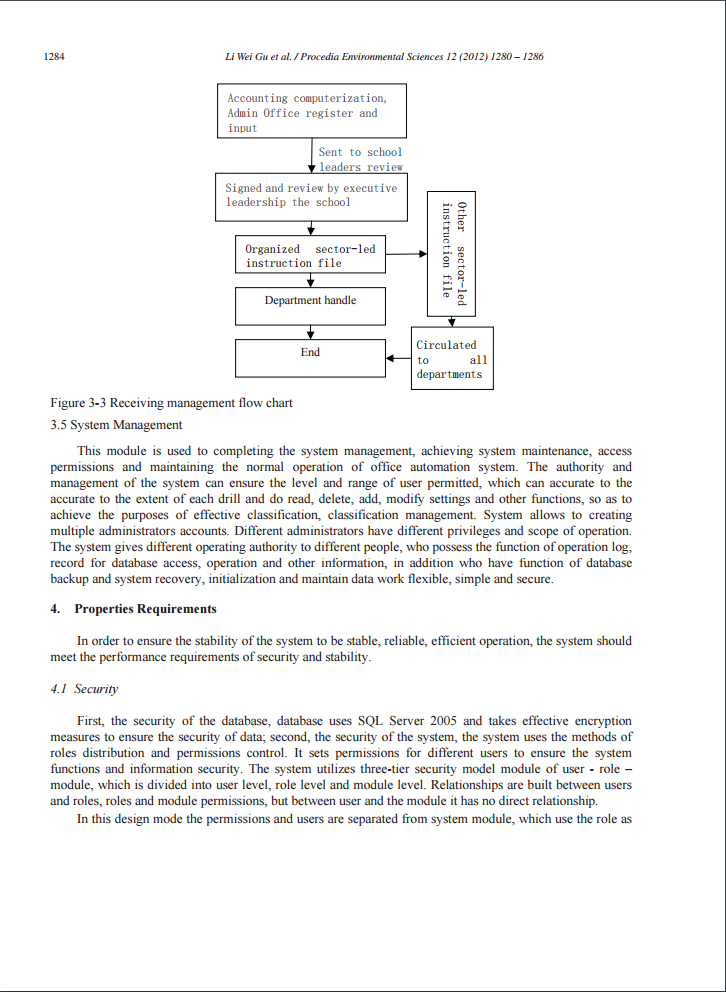 1284
Li Wei Gu et al. / Procedia Environmental Sciences 12 (2012) 1280 – 1286
Accounting computerization,
Admin Office register and
input
Sent to school
leaders review
Signed and review by executive
leadership the school
Organized sector-led
instruction file
Other sector-led
instruction file
Department handle
End
Circulated
to all
departments
Figure 3-3 Receiving management flow chart
3.5 System Management
This module is used to completing the system management, achieving system maintenance, access
permissions and maintaining the normal operation of office automation system. The authority and
management of the system can ensure the level and range of user permitted, which can accurate to the
accurate to the extent of each drill and do read, delete, add, modify settings and other functions, so as to
achieve the purposes of effective classification, classification management. System allows to creating
multiple administrators accounts. Different administrators have different privileges and scope of operation.
The system gives different operating authority to different people, who possess the function of operation log,
record for database access, operation and other information, in addition who have function of database
backup and system recovery, initialization and maintain data work flexible, simple and secure.
4. Properties Requirements
In order to ensure the stability of the system to be stable, reliable, efficient operation, the system should
meet the performance requirements of security and stability.
4.1 Security
First, the security of the database, database uses SQL Server 2005 and takes effective encryption
measures to ensure the security of data; second, the security of the system, the system uses the methods of
roles distribution and permissions control. It sets permissions for different users to ensure the system
functions and information security. The system utilizes three-tier security model module of user - role –
module, which is divided into user level, role level and module level. Relationships are built between users
and roles, roles and module permissions, but between user and the module it has no direct relationship.
In this design mode the permissions and users are separated from system module, which use the role as